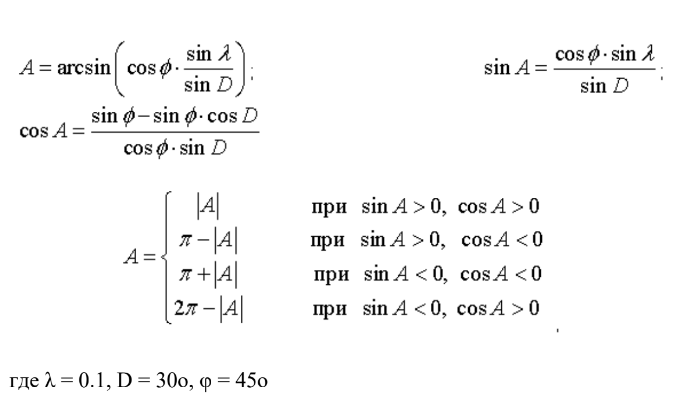 A = arcsin( cos ϕ · sin λ / sin D ) ;
sin A = cos ϕ · sin λ / sin D ;
cos A = sin ϕ − sin ϕ · cos D / cos ϕ · sin D
A = { |A| при sin A > 0, cos A > 0
π − |A| при sin A > 0, cos A < 0
π + |A| при sin A < 0, cos A < 0
2π − |A| при sin A < 0, cos A > 0 ,
где λ = 0.1, D = 30о, φ = 45о